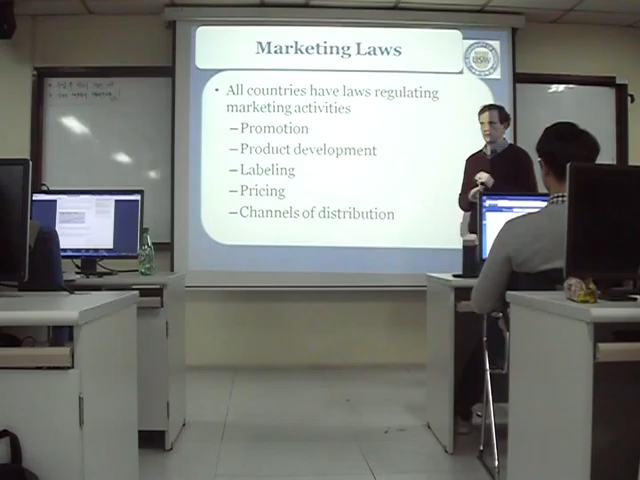 Marketing Laws
• All countries have laws regulating
marketing activities
–Promotion
–Product development
–Labeling
–Pricing
–Channels of distribution